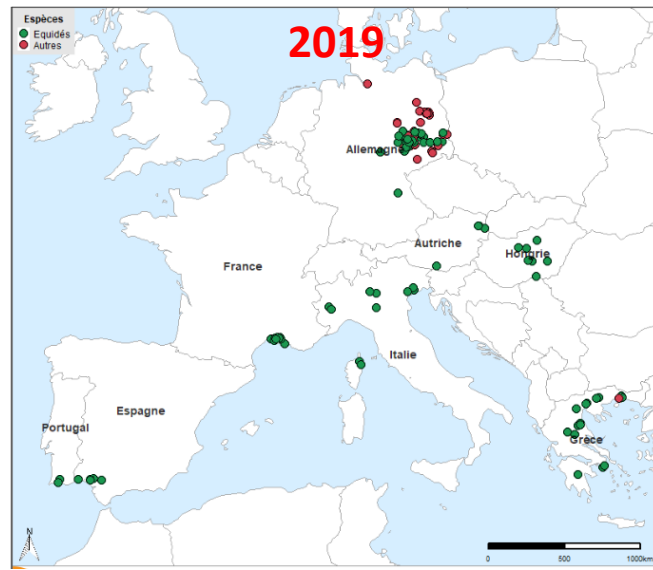 Espèces
Equidés
Autres
2019
Allemagne
Autriche
Hongrie
France
Italie
Portugal
Espagne
Grèce
N
0 500 1000km